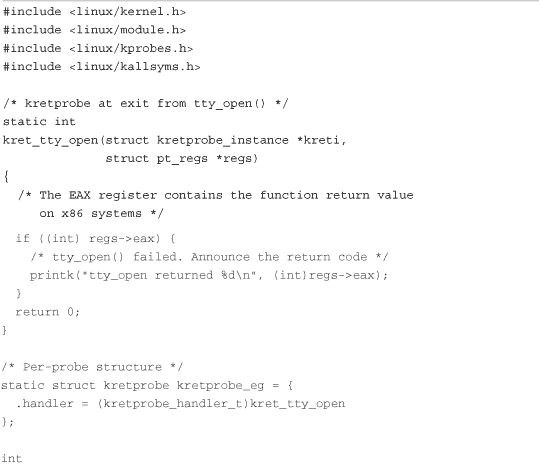 #include <linux/kernel.h>
#include <linux/module.h>
#include <linux/kprobes.h>
#include <linux/kallsyms.h>
/* kretprobe at exit from tty_open() */
static int
kret_tty_open(struct kretprobe_instance *kreti,
              struct pt_regs *regs)
{
  /* The EAX register contains the function return value
     on x86 systems */
  if ((int) regs->eax) {
    /* tty_open() failed. Announce the return code */
    printk("tty_open returned %d\n", (int)regs->eax);
  }
  return 0;
}
/* Per-probe structure */
static struct kretprobe kretprobe_eg = {
  .handler = (kretprobe_handler_t)kret_tty_open
};
int